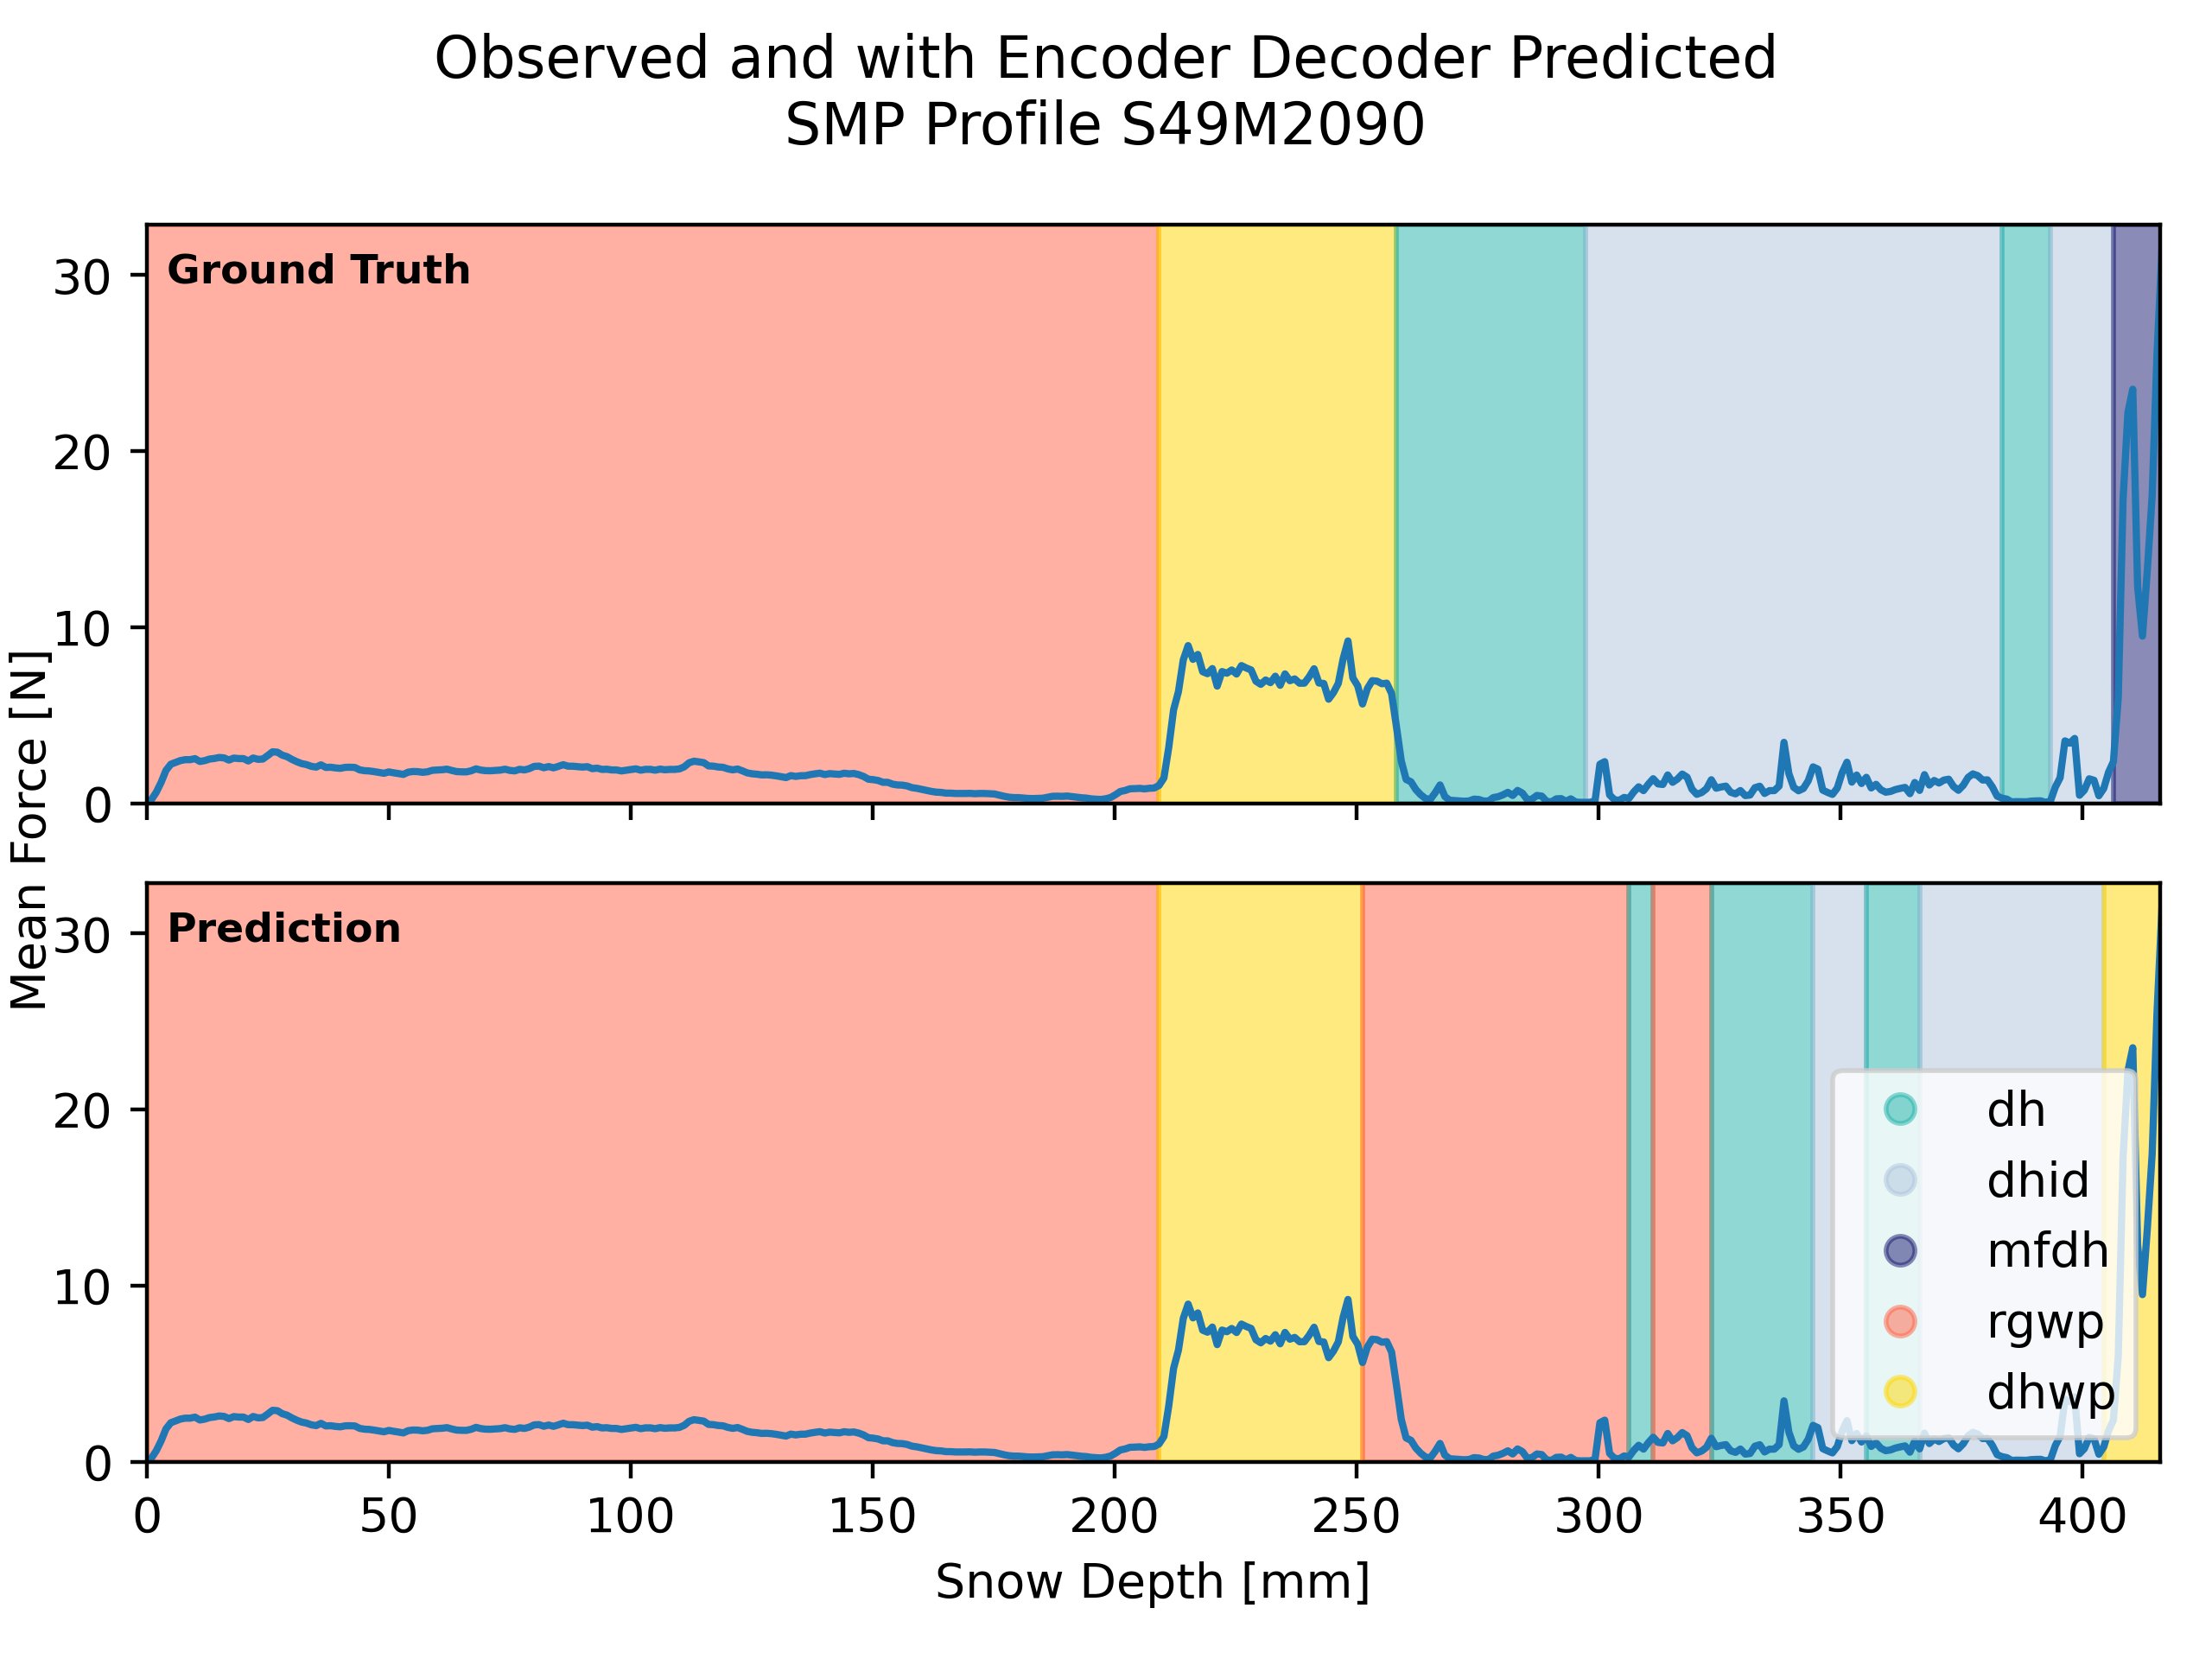 Observed and with Encoder Decoder Predicted
SMP Profile S49M2090
Ground Truth
30
20
10
0
Mean Force [N]
Prediction
30
20
10
0
dh
dhid
mfdh
rgwp
dhwp
0 50 100 150 200 250 300 350 400
Snow Depth [mm]